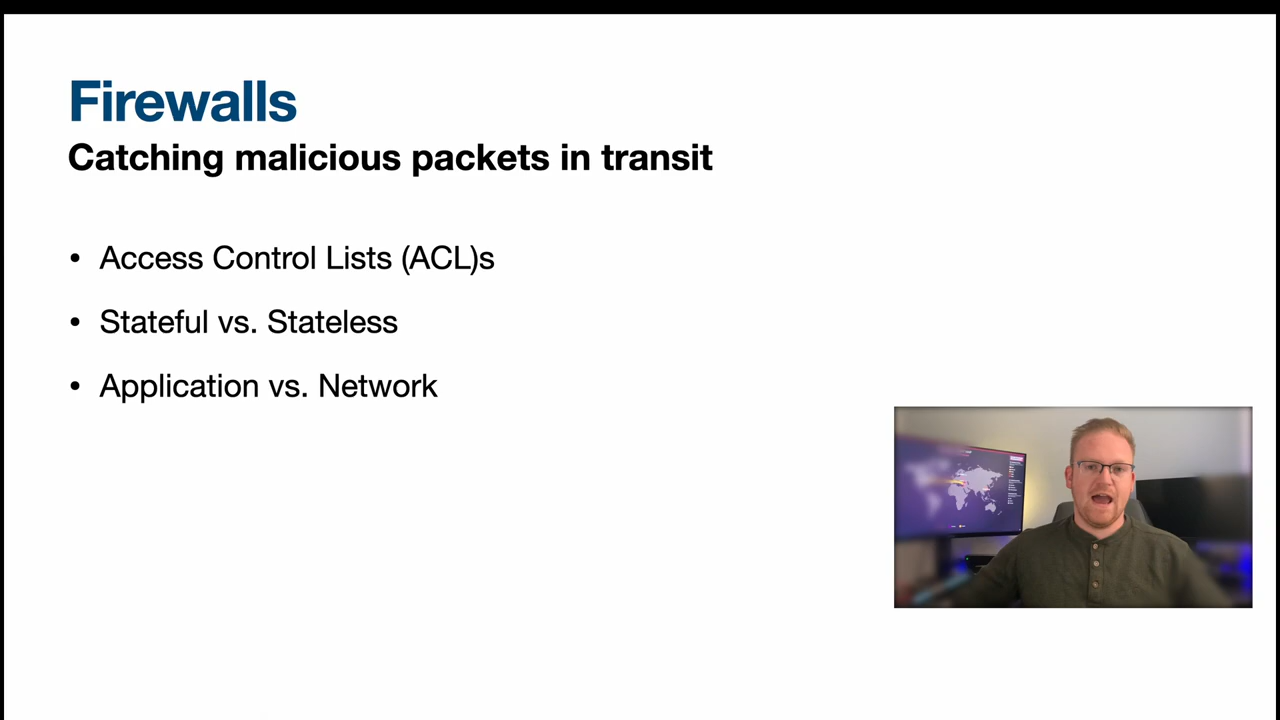 Firewalls
Catching malicious packets in transit
• Access Control Lists (ACL)s
• Stateful vs. Stateless
• Application vs. Network